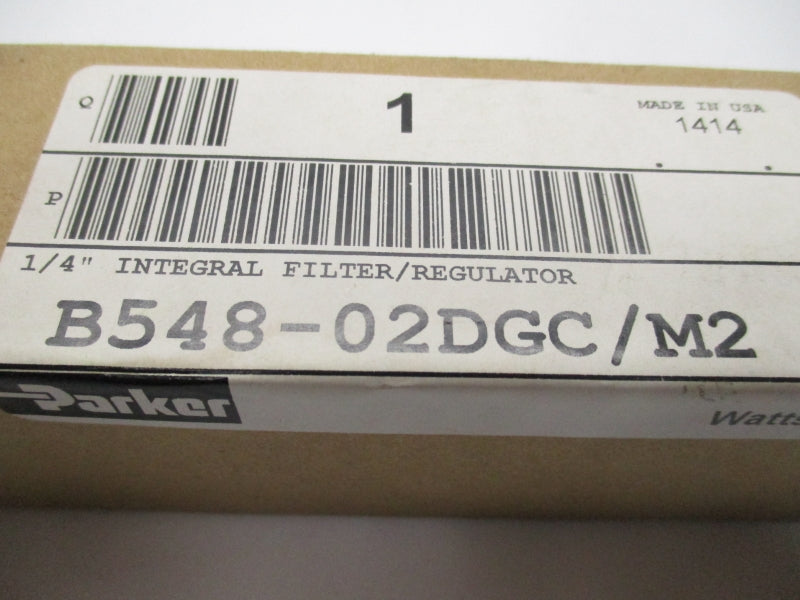 Q
1
MADE IN USA
1414
P
1/4" INTEGRAL FILTER/REGULATOR
B548-02DGC/M2
Parker
Watts